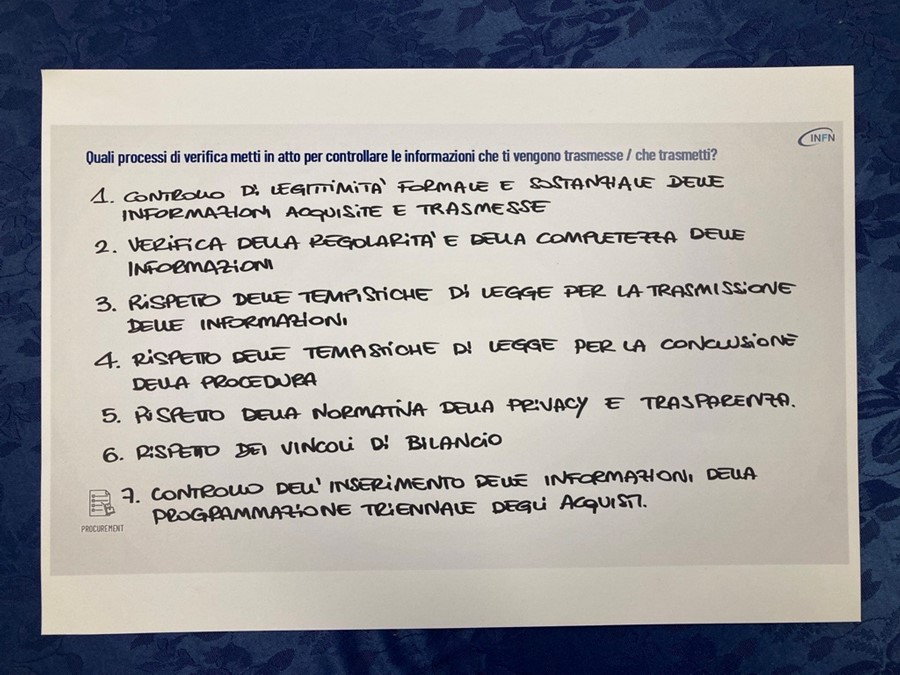 INFN
Quali processi di verifica metti in atto per controllare le informazioni che ti vengono trasmesse / che trasmetti?
1. CONTROLLO DI LEGITTIMITA' FORMALE E SOSTANZIALE DELLE
INFORMAZIONI ACQUISITE E TRASMESSE
2. VERIFICA DELLA REGOLARITA' E DELLA COMPLETEZZA DELLE
INFORMAZIONI
3. RISPETTO DELLE TEMPISTICHE DI LEGGE PER LA TRASMISSIONE
DELLE INFORMAZIONI
4. RISPETTO DELLE TEMPISTICHE DI LEGGE PER LA CONCLUSIONE
DELLA PROCEDURA
5. RISPETTO DELLA NORMATIVA DELLA PRIVACY E TRASPARENZA.
6. RISPETTO DEI VINCOLI DI BILANCIO
7. CONTROLLO DELL'INSERIMENTO DELLE INFORMAZIONI DELLA
PROGRAMMAZIONE TRIENNALE DEGLI ACQUISTI.
PROCUREMENT